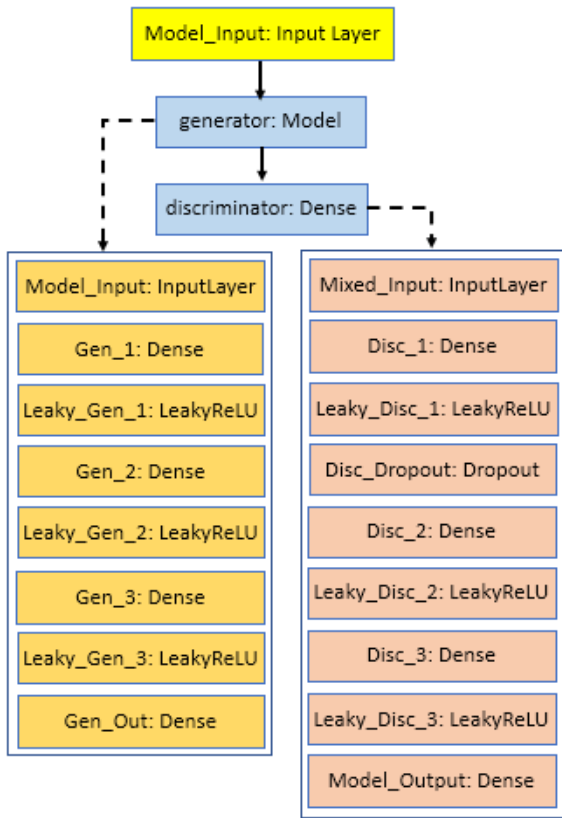 Model_Input: Input Layer
generator: Model
discriminator: Dense
Model_Input: InputLayer
Gen_1: Dense
Leaky_Gen_1: LeakyReLU
Gen_2: Dense
Leaky_Gen_2: LeakyReLU
Gen_3: Dense
Leaky_Gen_3: LeakyReLU
Gen_Out: Dense
Mixed_Input: InputLayer
Disc_1: Dense
Leaky_Disc_1: LeakyReLU
Disc_Dropout: Dropout
Disc_2: Dense
Leaky_Disc_2: LeakyReLU
Disc_3: Dense
Leaky_Disc_3: LeakyReLU
Model_Output: Dense